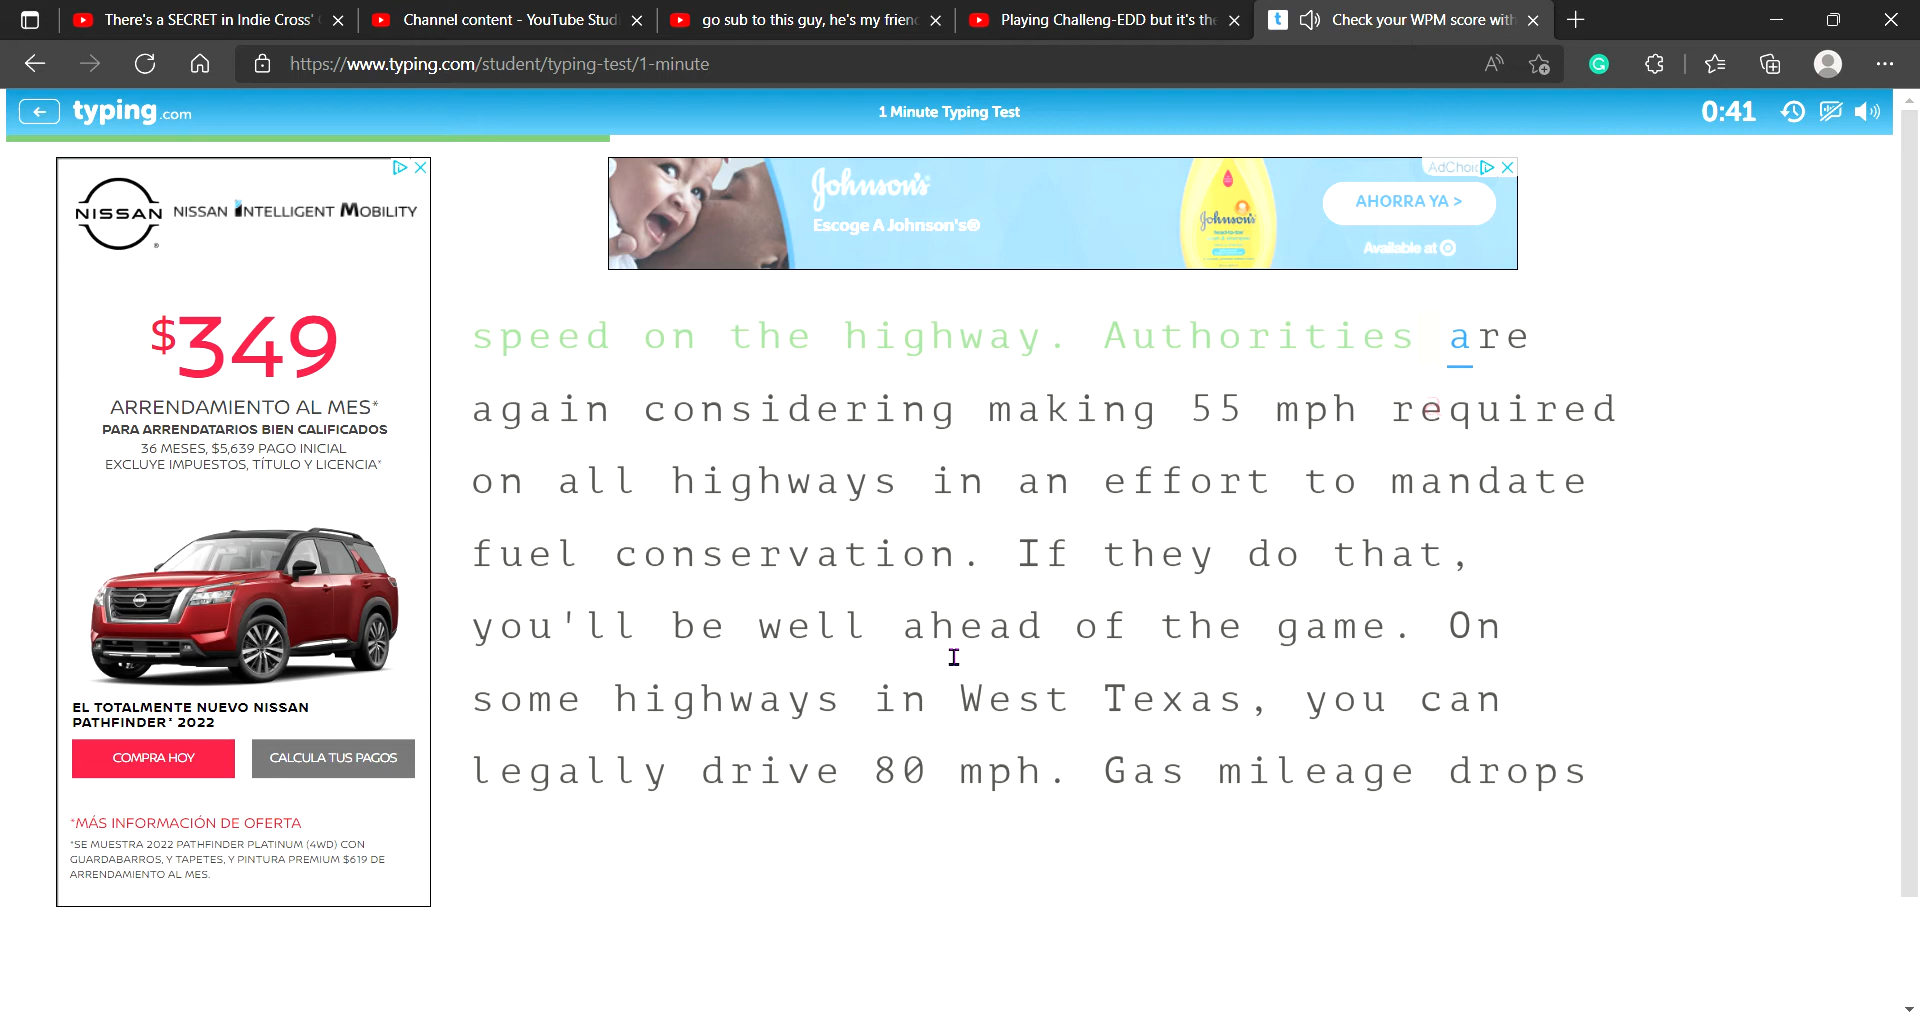 There's a SECRET in Indie Cross'
Channel content - YouTube Stud
go sub to this guy, he's my frien
Playing Challeng-EDD but it's the
t
Check your WPM score with
https://www.typing.com/student/typing-test/1-minute
typing.com
1 Minute Typing Test
0:41
NISSAN
NISSAN INTELLIGENT MOBILITY
$349
ARRENDAMIENTO AL MES*
PARA ARRENDATARIOS BIEN CALIFICADOS
36 MESES, $5,639 PAGO INICIAL
EXCLUYE IMPUESTOS, TÍTULO Y LICENCIA*
EL TOTALMENTE NUEVO NISSAN
PATHFINDER* 2022
COMPRA HOY
CALCULA TUS PAGOS
*MÁS INFORMACIÓN DE OFERTA
*SE MUESTRA 2022 PATHFINDER PLATINUM (4WD) CON
GUARDABARROS, Y TAPETES, Y PINTURA PREMIUM $619 DE
ARRENDAMIENTO AL MES.
Johnson's
Escoge A Johnson's®
Johnson's
head-to-toe
AdChoic
AHORRA YA >
Available at
speed on the highway. Authorities are
again considering making 55 mph required
on all highways in an effort to mandate
fuel conservation. If they do that,
you'll be well ahead of the game. On
some highways in West Texas, you can
legally drive 80 mph. Gas mileage drops